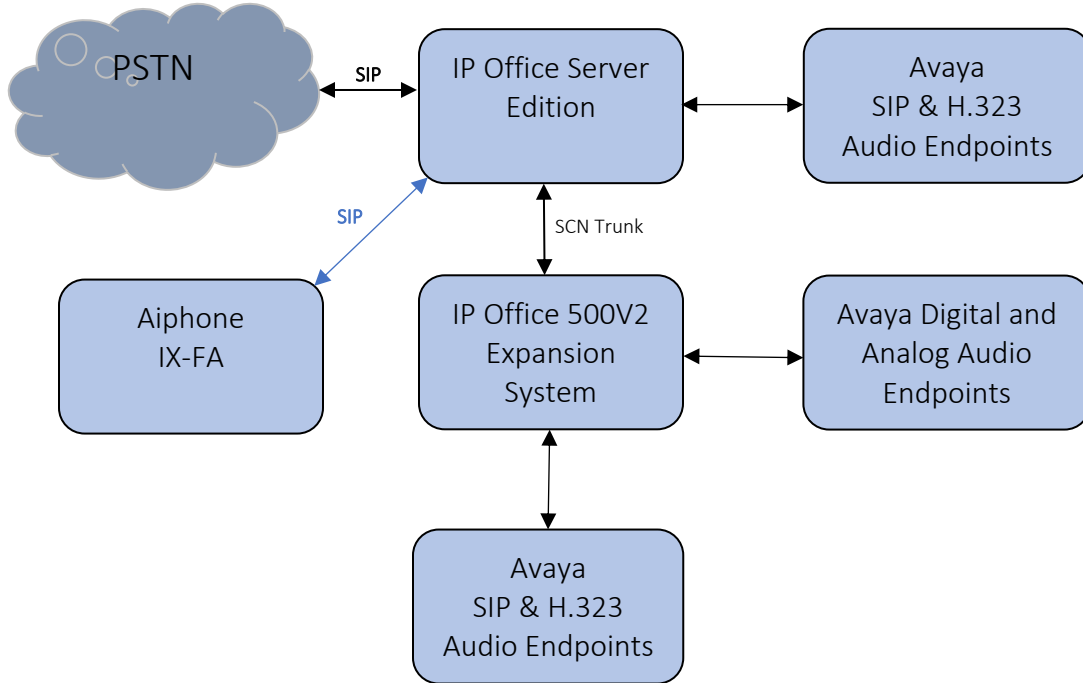 PSTN
SIP
IP Office Server
Edition
Avaya
SIP & H.323
Audio Endpoints
SIP
SCN Trunk
Aiphone
IX-FA
IP Office 500V2
Expansion
System
Avaya Digital and
Analog Audio
Endpoints
Avaya
SIP & H.323
Audio Endpoints